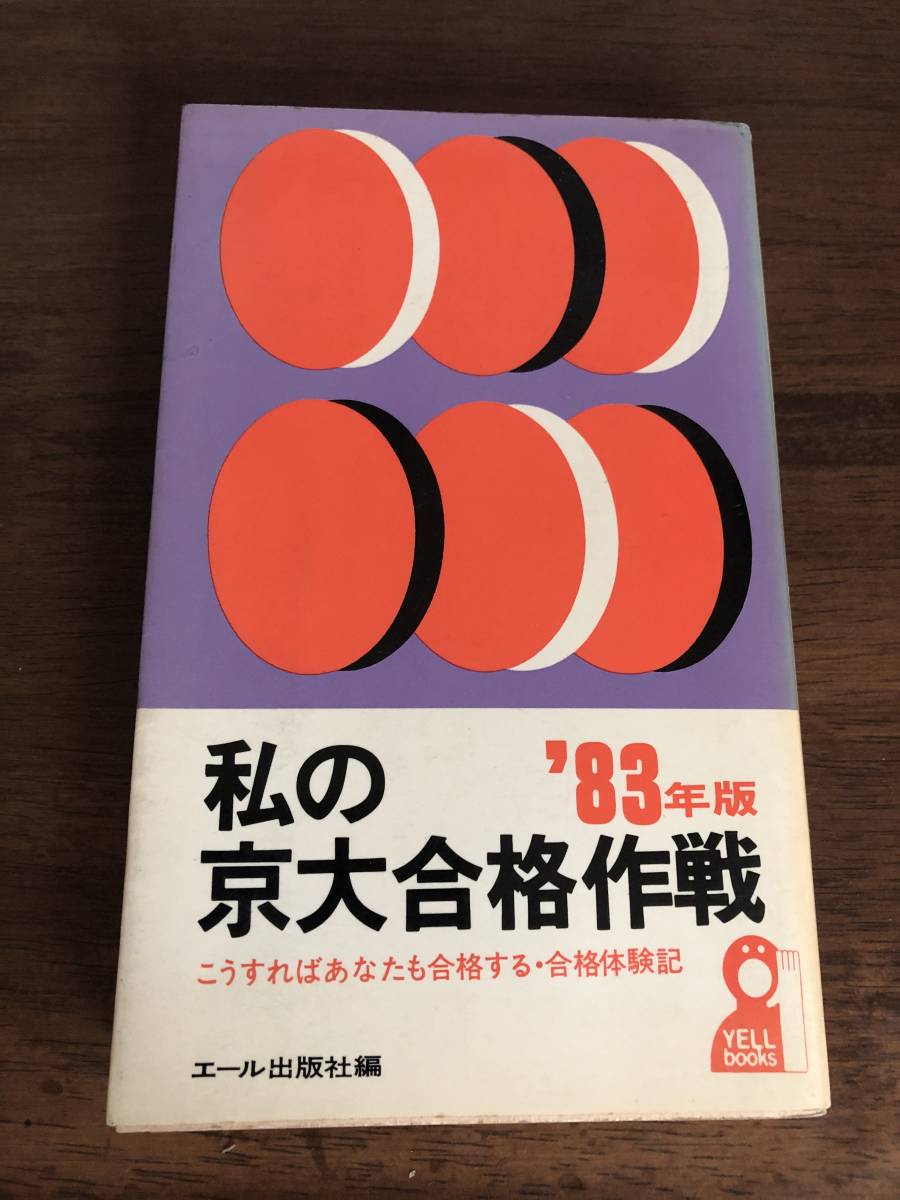 私の
’83年版
京大合格作戦
こうすればあなたも合格する・合格体験記
エール出版社編
YELL
books